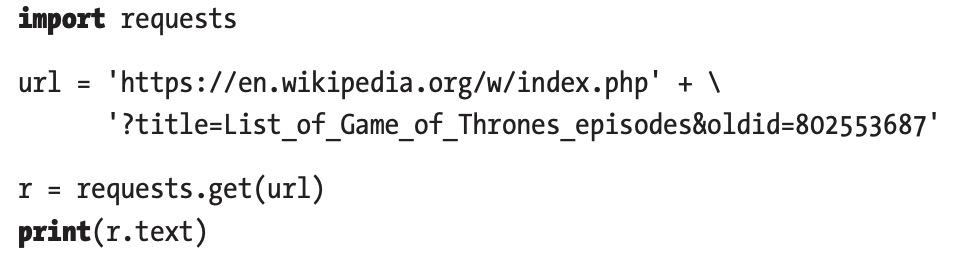 import requests
url = 'https://en.wikipedia.org/w/index.php' + \
'?title=List_of_Game_of_Thrones_episodes&oldid=802553687'
r = requests.get(url)
print(r.text)